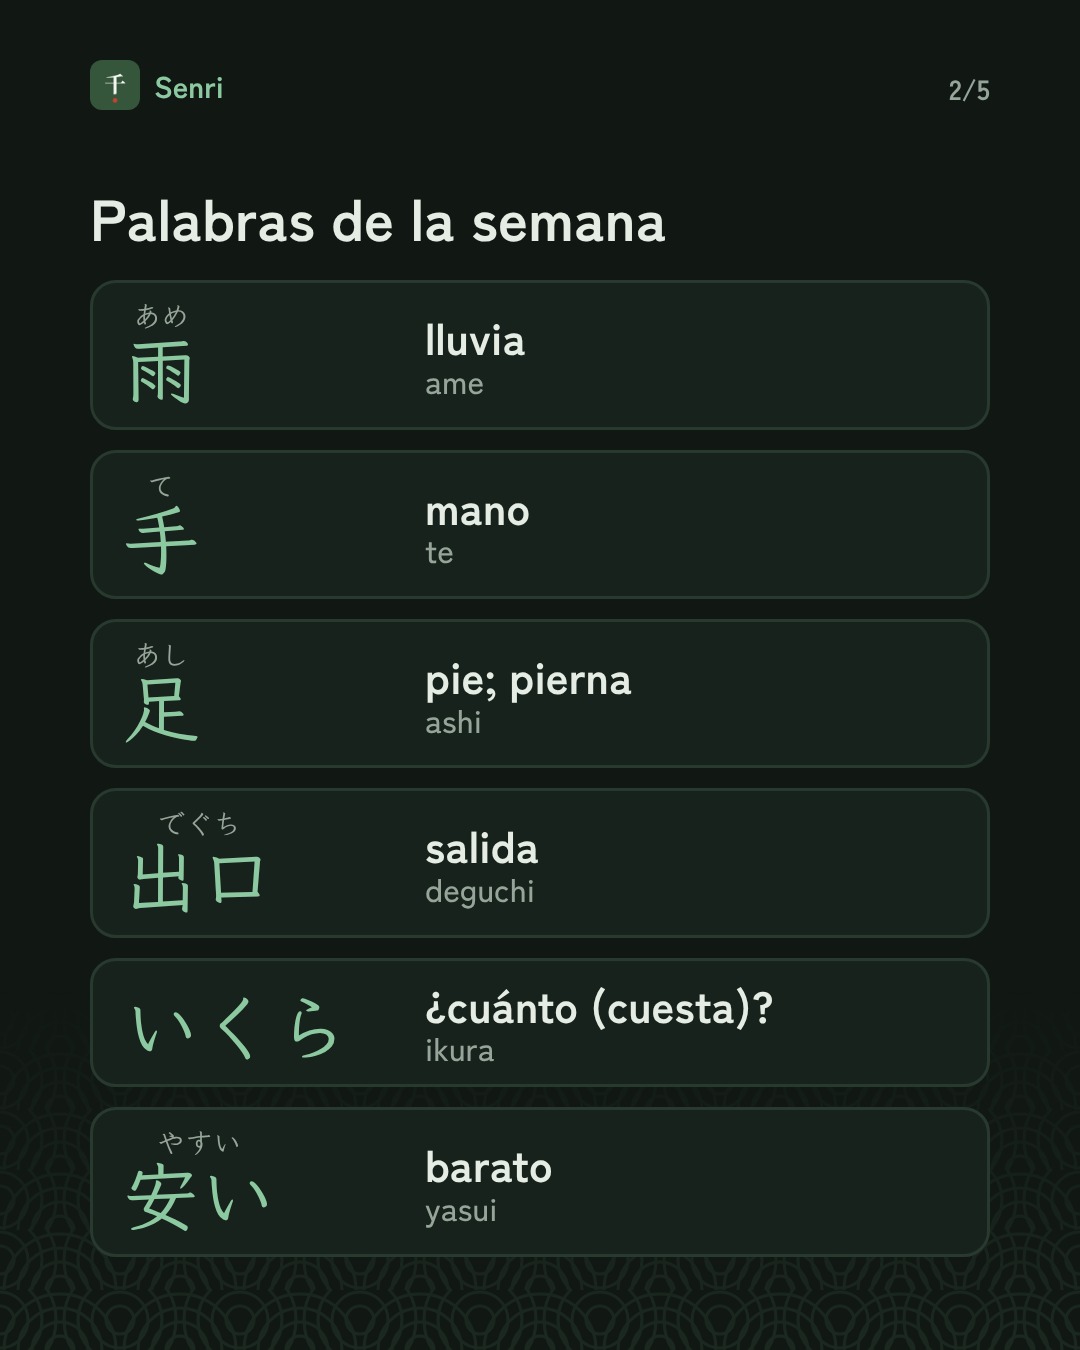 千 Senri
2/5
Palabras de la semana
あめ
雨
lluvia
ame
て
手
mano
te
あし
足
pie; pierna
ashi
でぐち
出口
salida
deguchi
いくら
¿cuánto (cuesta)?
ikura
やすい
安い
barato
yasui